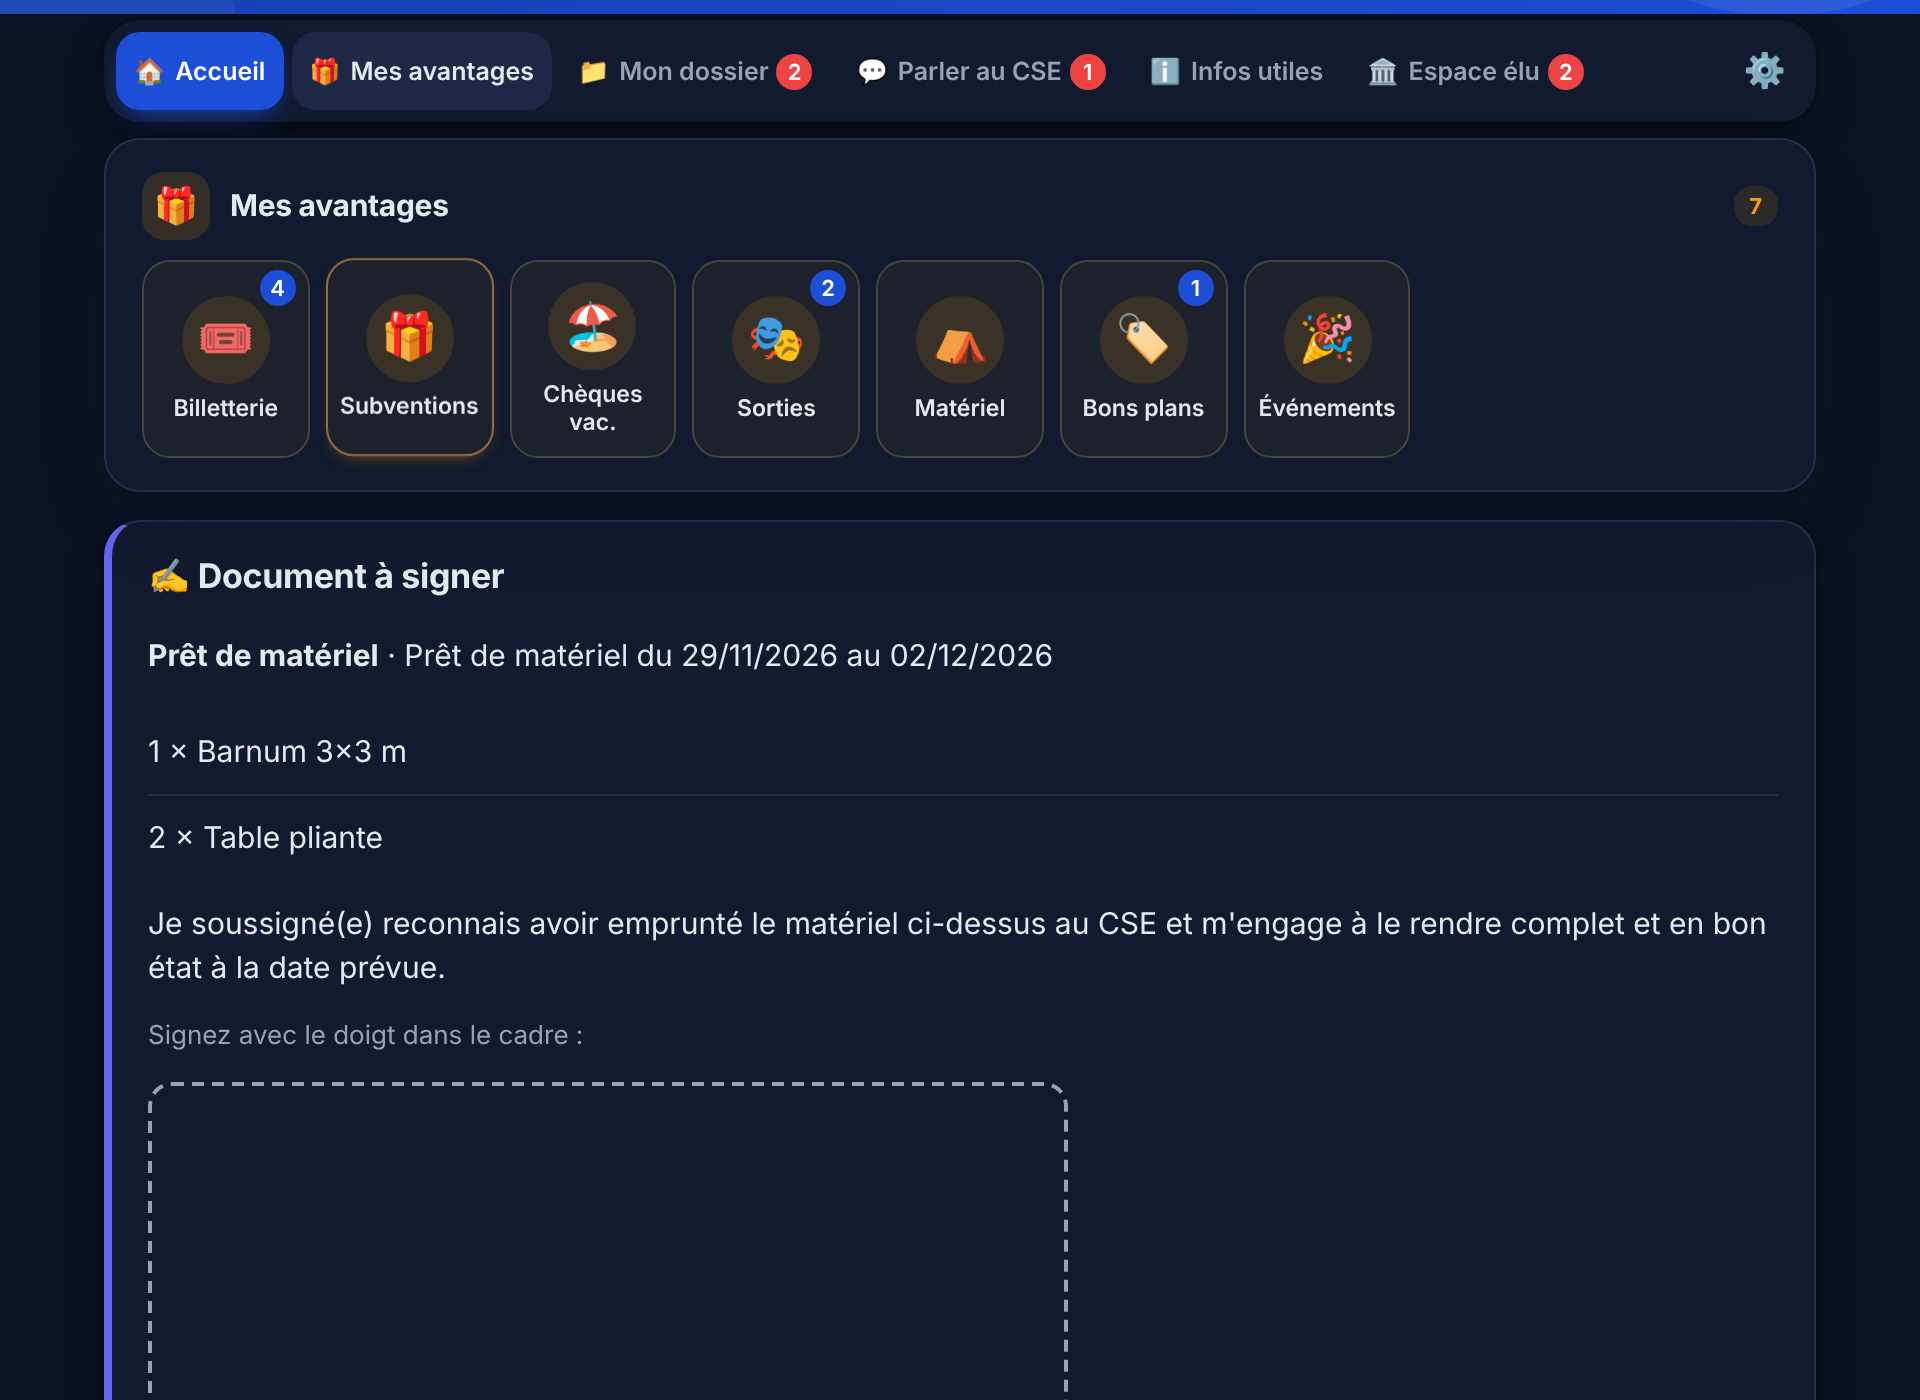 Accueil
Mes avantages
Mon dossier 2
Parler au CSE 1
Infos utiles
Espace élu 2
Mes avantages
7
4
Billetterie
Subventions
Chèques
vac.
2
Sorties
Matériel
1
Bons plans
Événements
Document à signer
Prêt de matériel · Prêt de matériel du 29/11/2026 au 02/12/2026
1 × Barnum 3×3 m
2 × Table pliante
Je soussigné(e) reconnais avoir emprunté le matériel ci-dessus au CSE et m'engage à le rendre complet et en bon
état à la date prévue.
Signez avec le doigt dans le cadre :